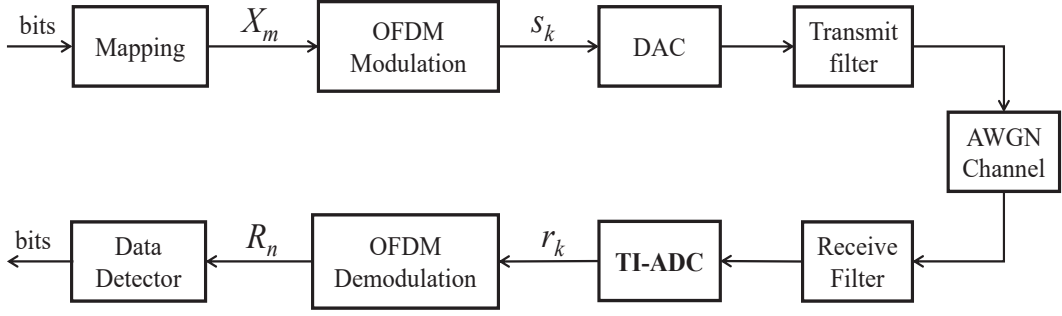 bits
Mapping
X_m
OFDM
Modulation
s_k
DAC
Transmit
filter
AWGN
Channel
Receive
Filter
TI-ADC
r_k
OFDM
Demodulation
R_n
Data
Detector
bits